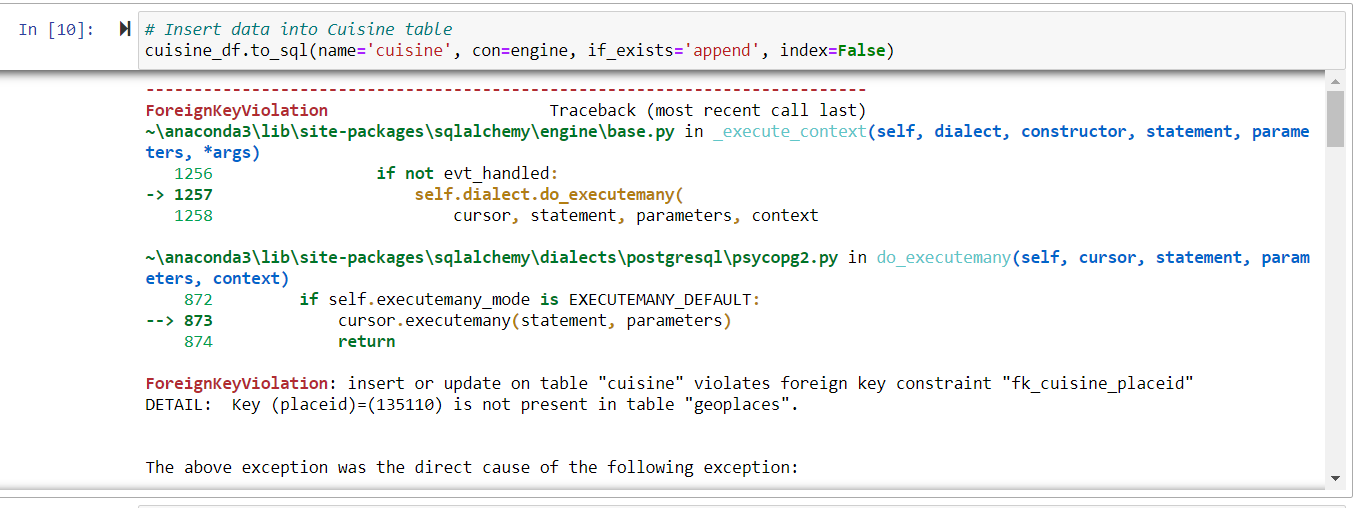 In [10]:
# Insert data into Cuisine table
cuisine_df.to_sql(name='cuisine', con=engine, if_exists='append', index=False)
---------------------------------------------------------------------------
ForeignKeyViolation                       Traceback (most recent call last)
~\anaconda3\lib\site-packages\sqlalchemy\engine\base.py in _execute_context(self, dialect, constructor, statement, parame
ters, *args)
   1256                 if not evt_handled:
-> 1257                     self.dialect.do_executemany(
   1258                         cursor, statement, parameters, context
~\anaconda3\lib\site-packages\sqlalchemy\dialects\postgresql\psycopg2.py in do_executemany(self, cursor, statement, param
eters, context)
    872         if self.executemany_mode is EXECUTEMANY_DEFAULT:
--> 873             cursor.executemany(statement, parameters)
    874             return
ForeignKeyViolation: insert or update on table "cuisine" violates foreign key constraint "fk_cuisine_placeid"
DETAIL:  Key (placeid)=(135110) is not present in table "geoplaces".
The above exception was the direct cause of the following exception: